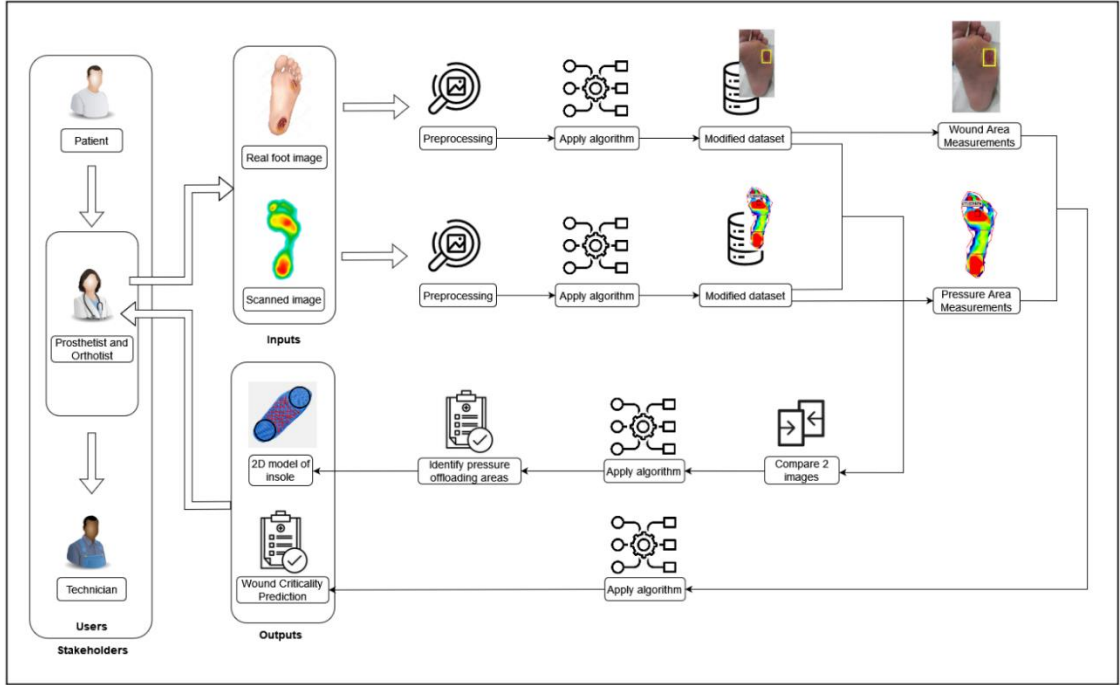 Patient
Prosthetist and
Orthotist
Technician
Users
Stakeholders
Real foot image
Scanned image
Inputs
Preprocessing
Apply algorithm
Modified dataset
Wound Area
Measurements
Preprocessing
Apply algorithm
Modified dataset
Pressure Area
Measurements
2D model of
insole
Identify pressure
offloading areas
Apply algorithm
Compare 2
images
Wound Criticality
Prediction
Apply algorithm
Outputs